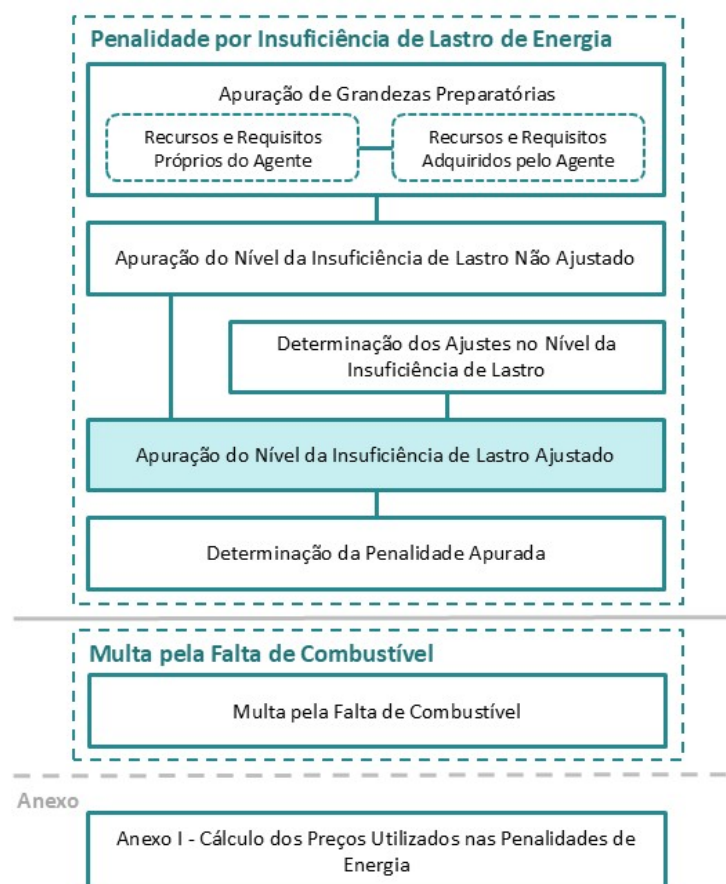 Penalidade por Insuficiência de Lastro de Energia
Apuração de Grandezas Preparatórias
Recursos e Requisitos
Próprios do Agente
Recursos e Requisitos
Adquiridos pelo Agente
Apuração do Nível da Insuficiência de Lastro Não Ajustado
Determinação dos Ajustes no Nível da
Insuficiência de Lastro
Apuração do Nível da Insuficiência de Lastro Ajustado
Determinação da Penalidade Apurada
Multa pela Falta de Combustível
Multa pela Falta de Combustível
Anexo
Anexo I - Cálculo dos Preços Utilizados nas Penalidades de
Energia